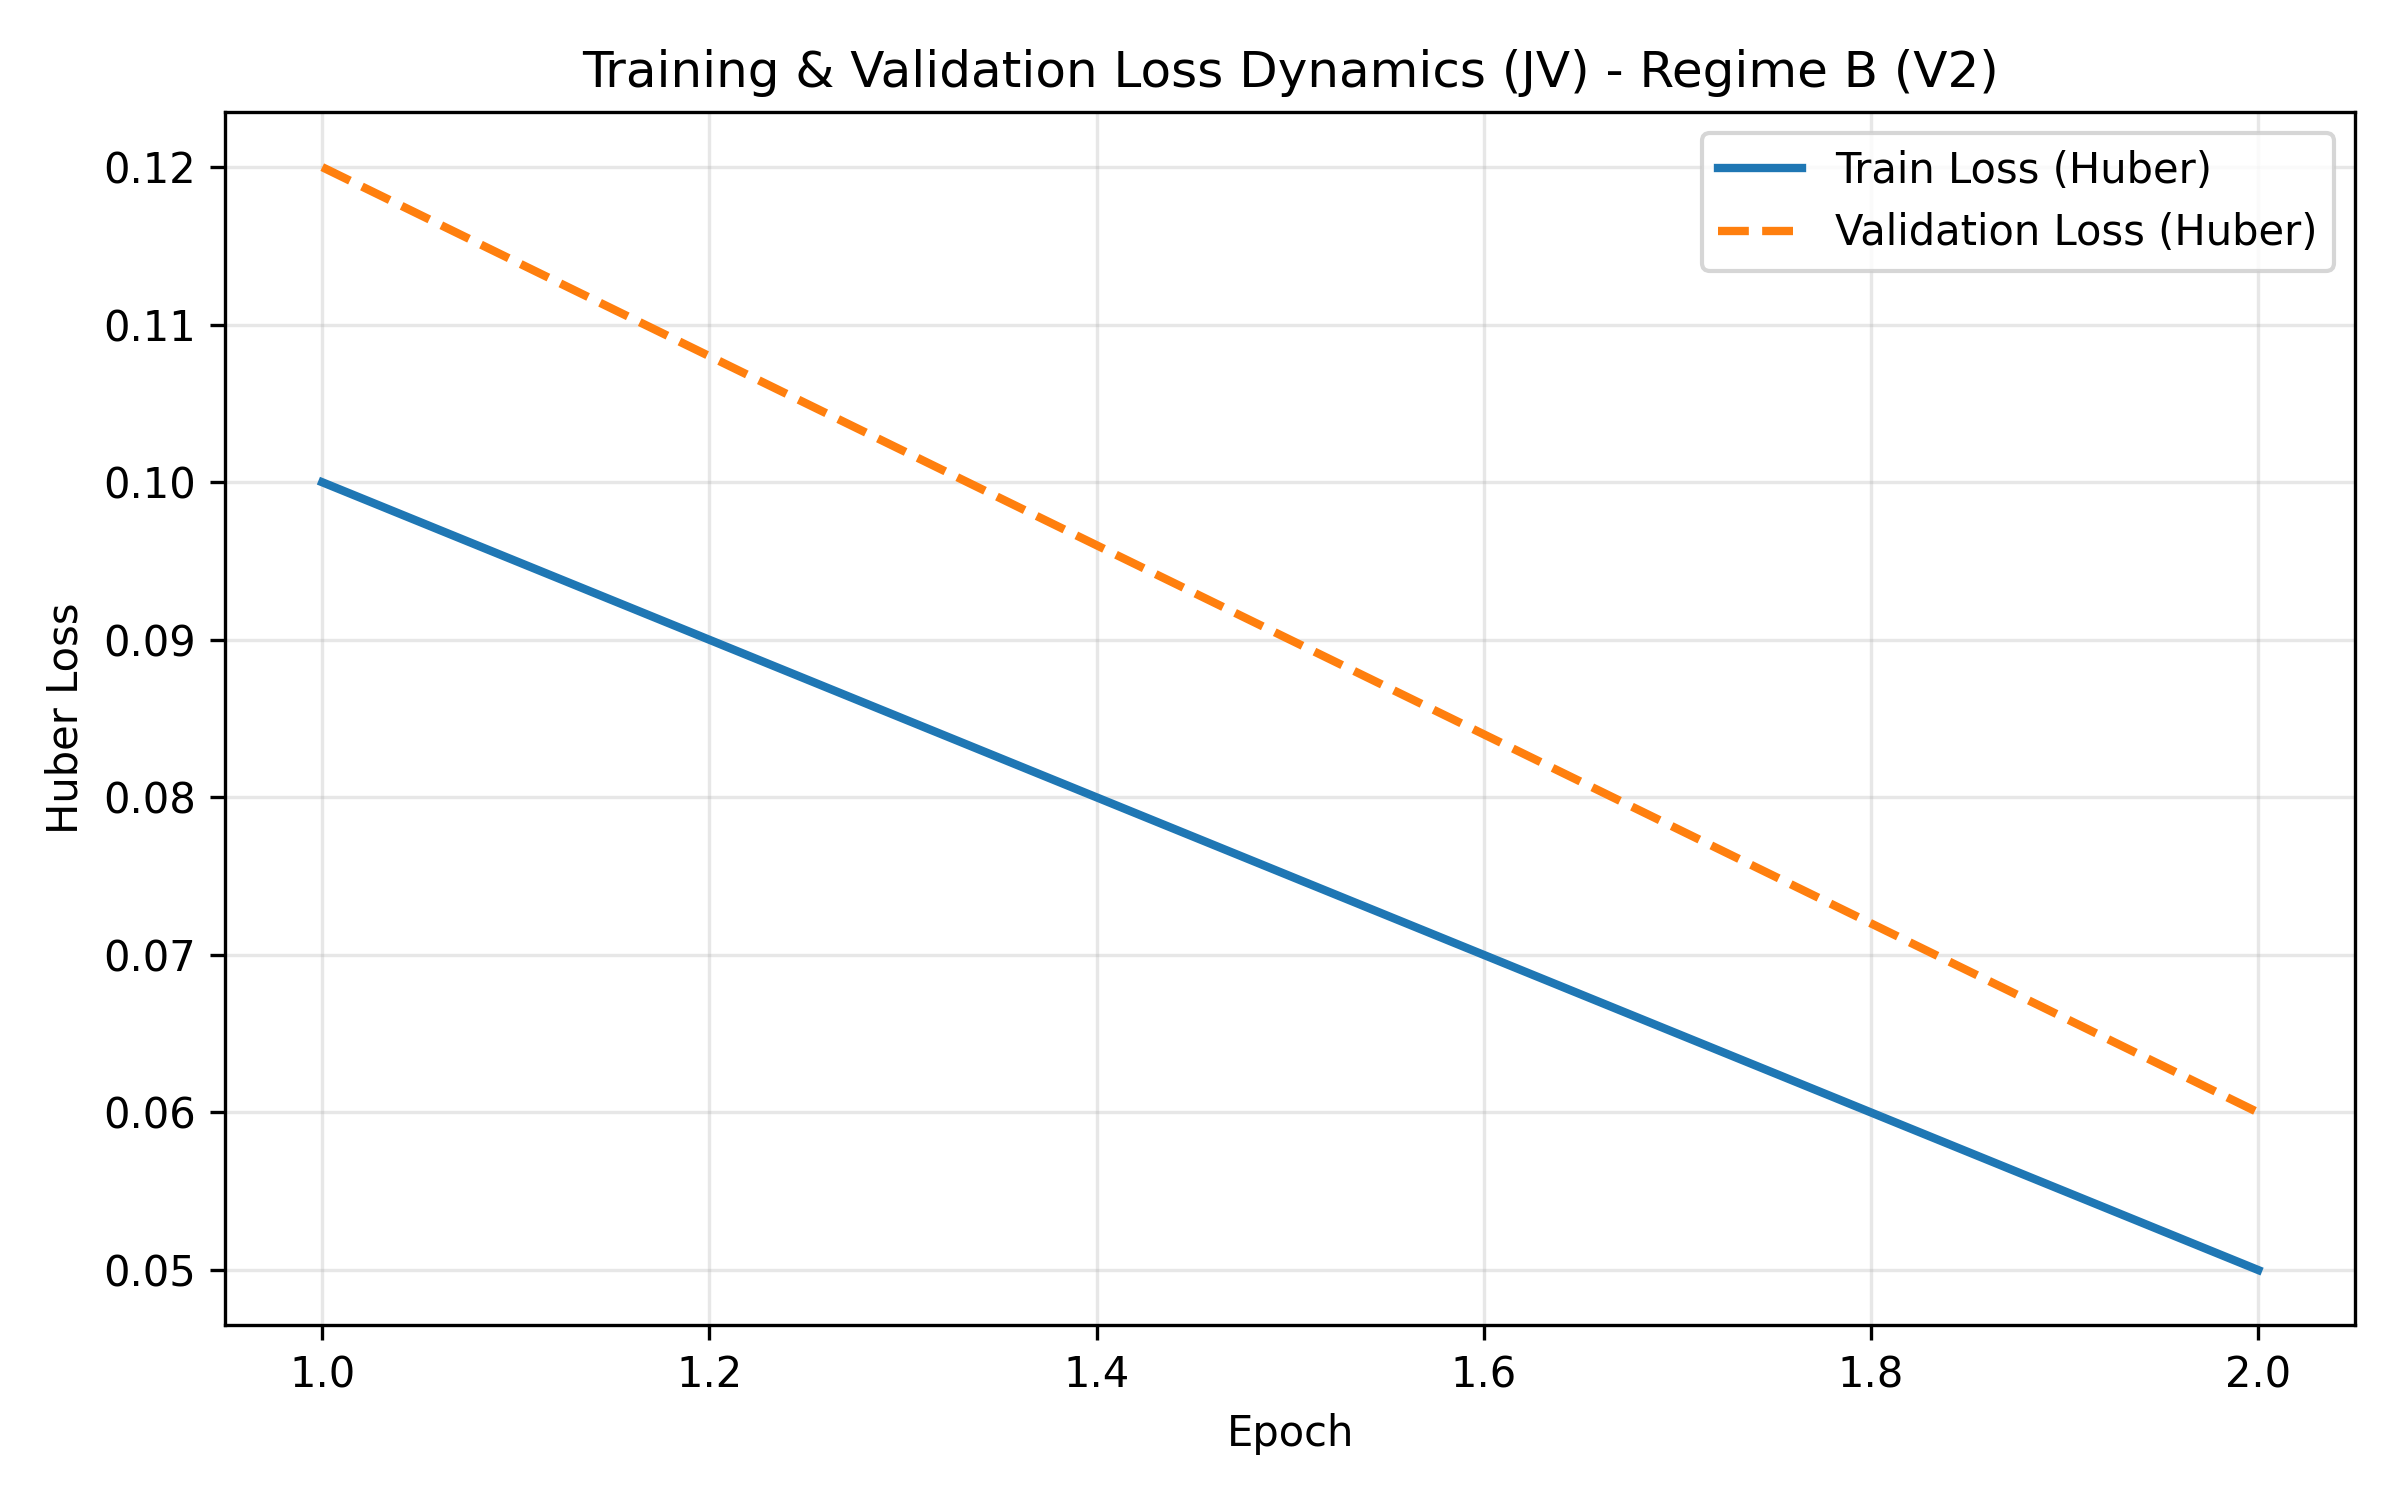 Training & Validation Loss Dynamics (JV) - Regime B (V2)
Train Loss (Huber)
Validation Loss (Huber)
0.12
0.11
0.10
0.09
0.08
0.07
0.06
0.05
Huber Loss
1.0 1.2 1.4 1.6 1.8 2.0
Epoch